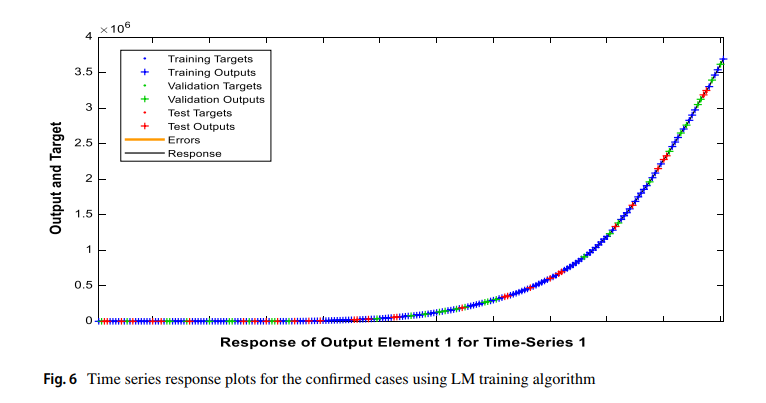 ×10⁶
4
3.5
3
2.5
2
1.5
1
0.5
0
Output and Target
Training Targets
Training Outputs
Validation Targets
Validation Outputs
Test Targets
Test Outputs
Errors
Response
Response of Output Element 1 for Time-Series 1
Fig. 6 Time series response plots for the confirmed cases using LM training algorithm